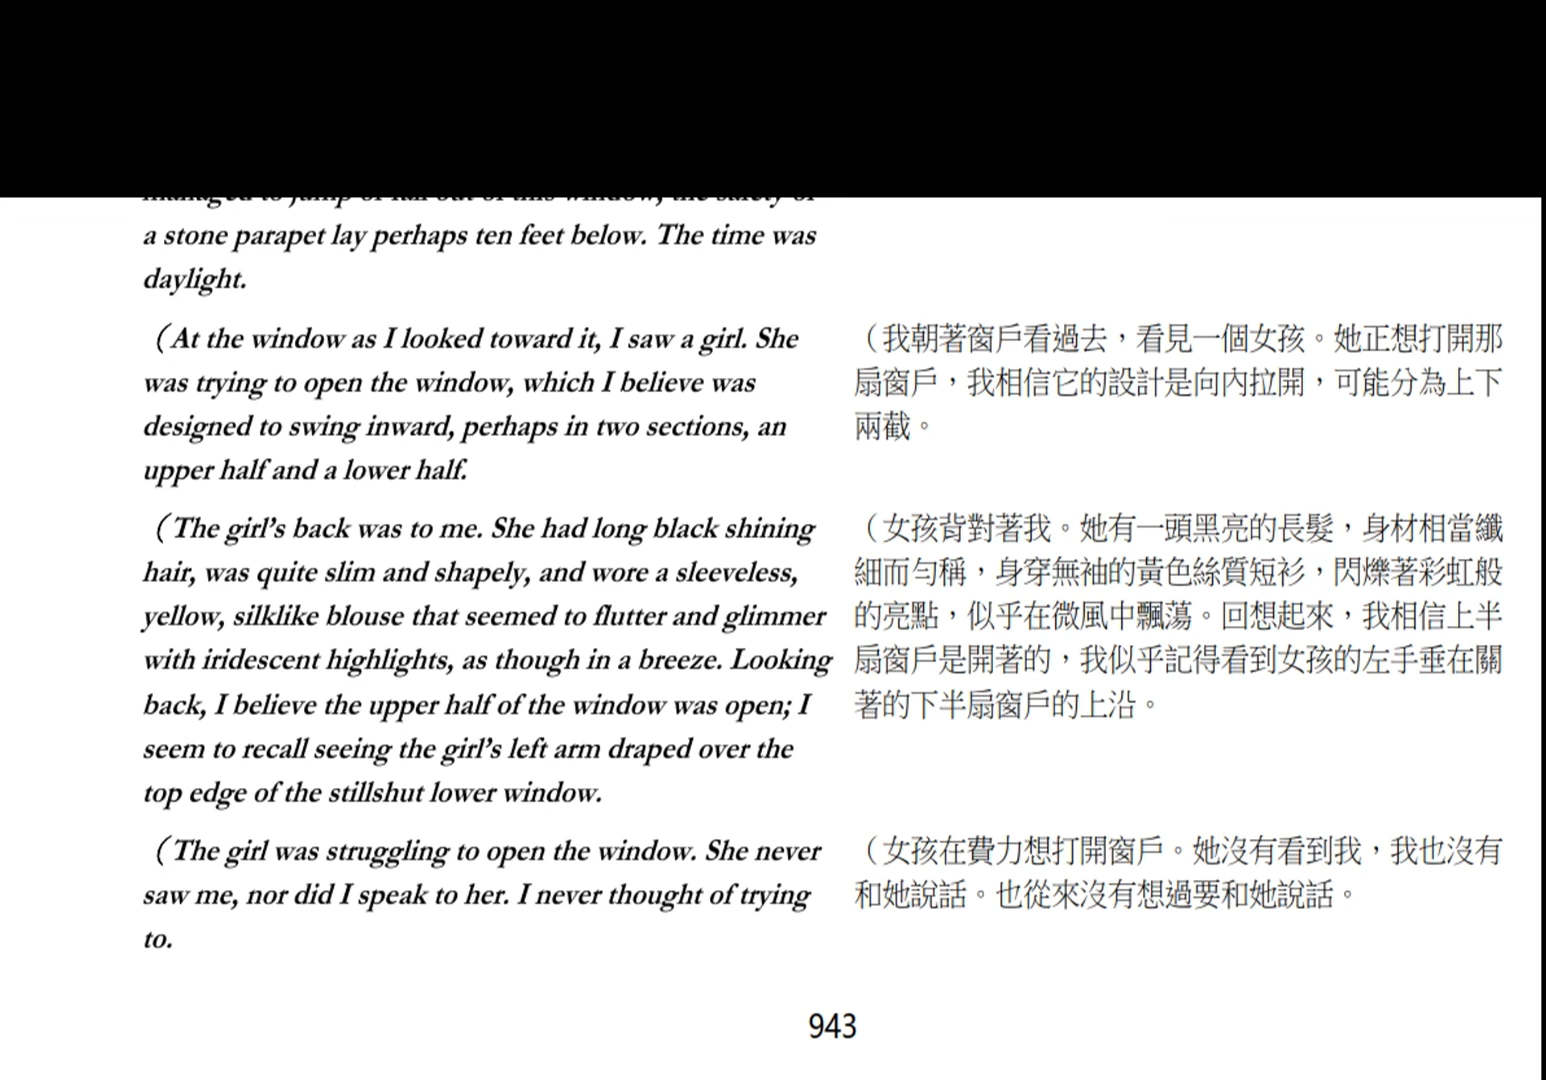 a stone parapet lay perhaps ten feet below. The time was
daylight.
（At the window as I looked toward it, I saw a girl. She
was trying to open the window, which I believe was
designed to swing inward, perhaps in two sections, an
upper half and a lower half.
（我朝著窗戶看過去，看見一個女孩。她正想打開那
扇窗戶，我相信它的設計是向內拉開，可能分為上下
兩截。
（The girl’s back was to me. She had long black shining
hair, was quite slim and shapely, and wore a sleeveless,
yellow, silklike blouse that seemed to flutter and glimmer
with iridescent highlights, as though in a breeze. Looking
back, I believe the upper half of the window was open; I
seem to recall seeing the girl’s left arm draped over the
top edge of the stillshut lower window.
（女孩背對著我。她有一頭黑亮的長髮，身材相當纖
細而勻稱，身穿無袖的黃色絲質短衫，閃爍著彩虹般
的亮點，似乎在微風中飄蕩。回想起來，我相信上半
扇窗戶是開著的，我似乎記得看到女孩的左手垂在關
著的下半扇窗戶的上沿。
（The girl was struggling to open the window. She never
saw me, nor did I speak to her. I never thought of trying
to.
（女孩在費力想打開窗戶。她沒有看到我，我也沒有
和她說話。也從來沒有想過要和她說話。
943